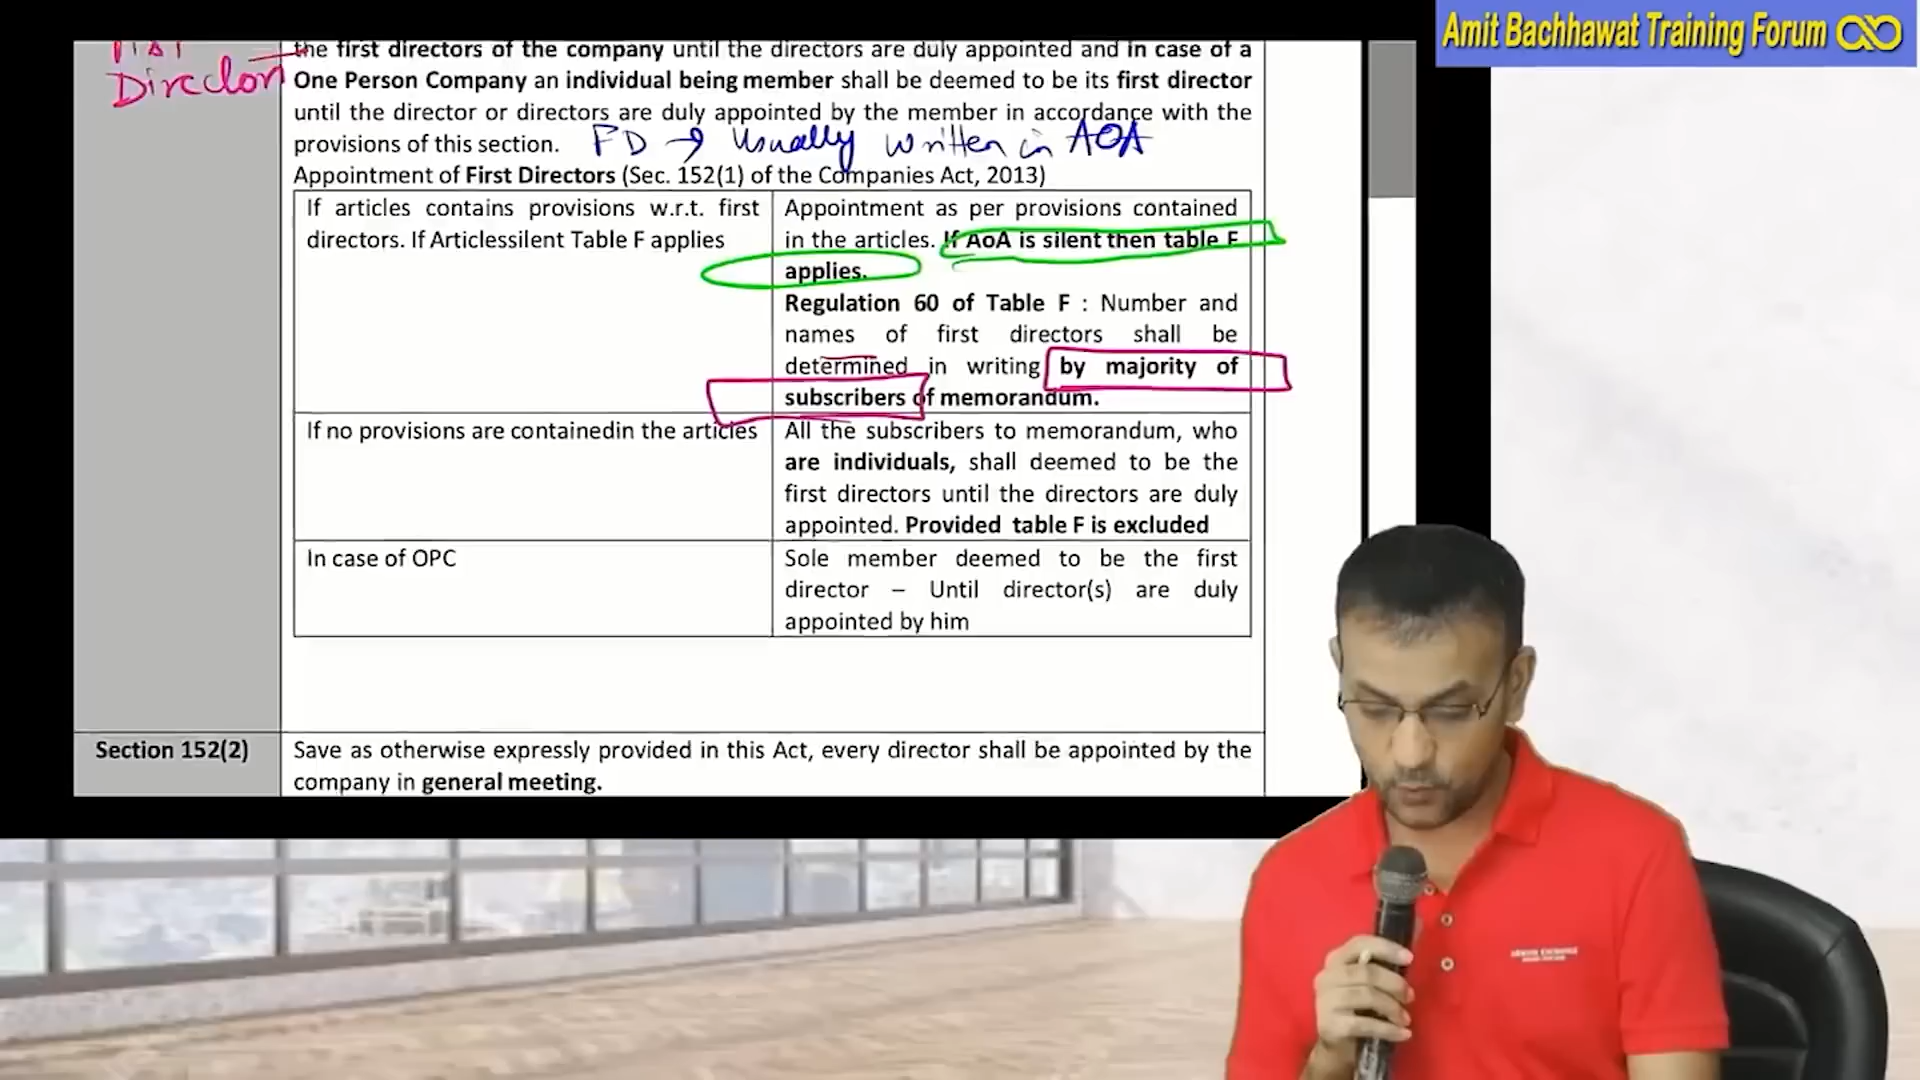 Amit Bachhawat Training Forum
First
Director
the first directors of the company until the directors are duly appointed and in case of a
One Person Company an individual being member shall be deemed to be its first director
until the director or directors are duly appointed by the member in accordance with the
provisions of this section. FD → Usually written in AOA
Appointment of First Directors (Sec. 152(1) of the Companies Act, 2013)
If articles contains provisions w.r.t. first
directors. If Articlessilent Table F applies
Appointment as per provisions contained
in the articles. If AoA is silent then table F
applies.
Regulation 60 of Table F : Number and
names of first directors shall be
determined in writing by majority of
subscribers of memorandum.
If no provisions are containedin the articles
All the subscribers to memorandum, who
are individuals, shall deemed to be the
first directors until the directors are duly
appointed. Provided table F is excluded
In case of OPC
Sole member deemed to be the first
director – Until director(s) are duly
appointed by him
Section 152(2)
Save as otherwise expressly provided in this Act, every director shall be appointed by the
company in general meeting.